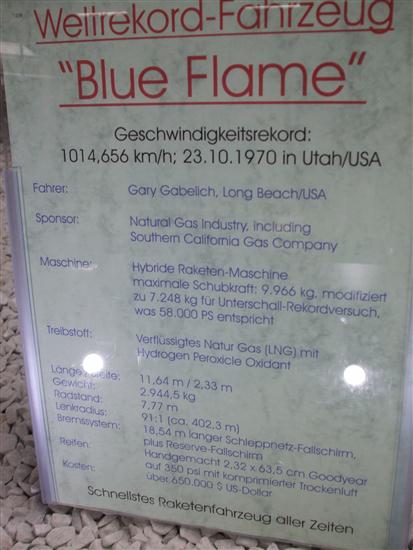 Weltrekord-Fahrzeug
"Blue Flame"
Geschwindigkeitsrekord:
1014,656 km/h; 23.10.1970 in Utah/USA
Fahrer: Gary Gabelich, Long Beach/USA
Sponsor: Natural Gas Industry, including
Southern California Gas Company
Maschine: Hybride Raketen-Maschine
maximale Schubkraft: 9.966 kg, modifiziert
zu 7.248 kg für Unterschall-Rekordversuch,
was 58.000 PS entspricht
Treibstoff: Verflüssigtes Natur Gas (LNG) mit
Hydrogen Peroxicle Oxidant
Länge/Breite: 11,64 m / 2,33 m
Gewicht: 2.944,5 kg
Radstand: 7,77 m
Lenkradius: 91:1 (ca. 402,3 m)
Bremssystem: 18,54 m langer Schleppnetz-Fallschirm,
plus Reserve-Fallschirm
Reifen: Handgemacht 2,32 x 63,5 cm Goodyear
auf 350 psi mit komprimierter Trockenluft
Kosten: über 650.000 $ US-Dollar
Schnellstes Raketenfahrzeug aller Zeiten